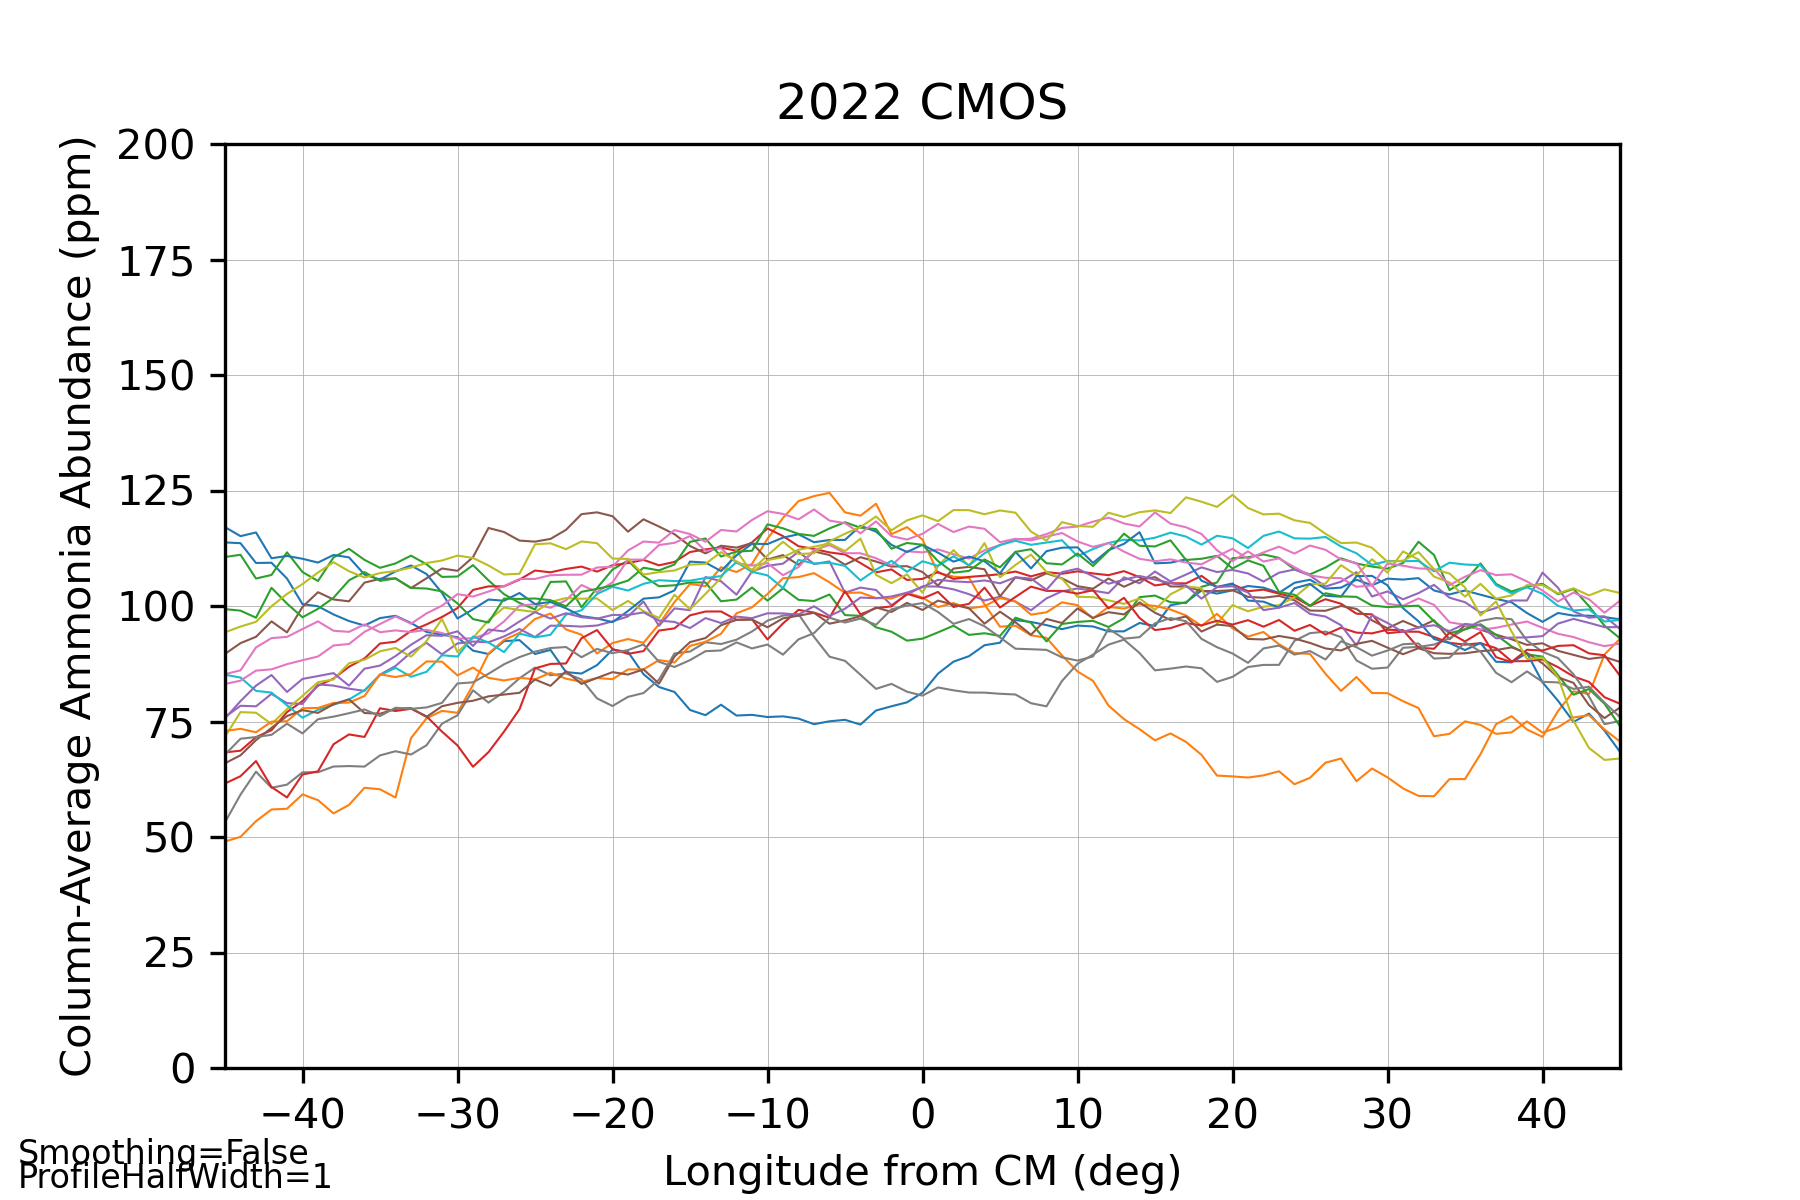 2022 CMOS
Column-Average Ammonia Abundance (ppm)
200
175
150
125
100
75
50
25
0
−40 −30 −20 −10 0 10 20 30 40
Longitude from CM (deg)
Smoothing=False
ProfileHalfWidth=1